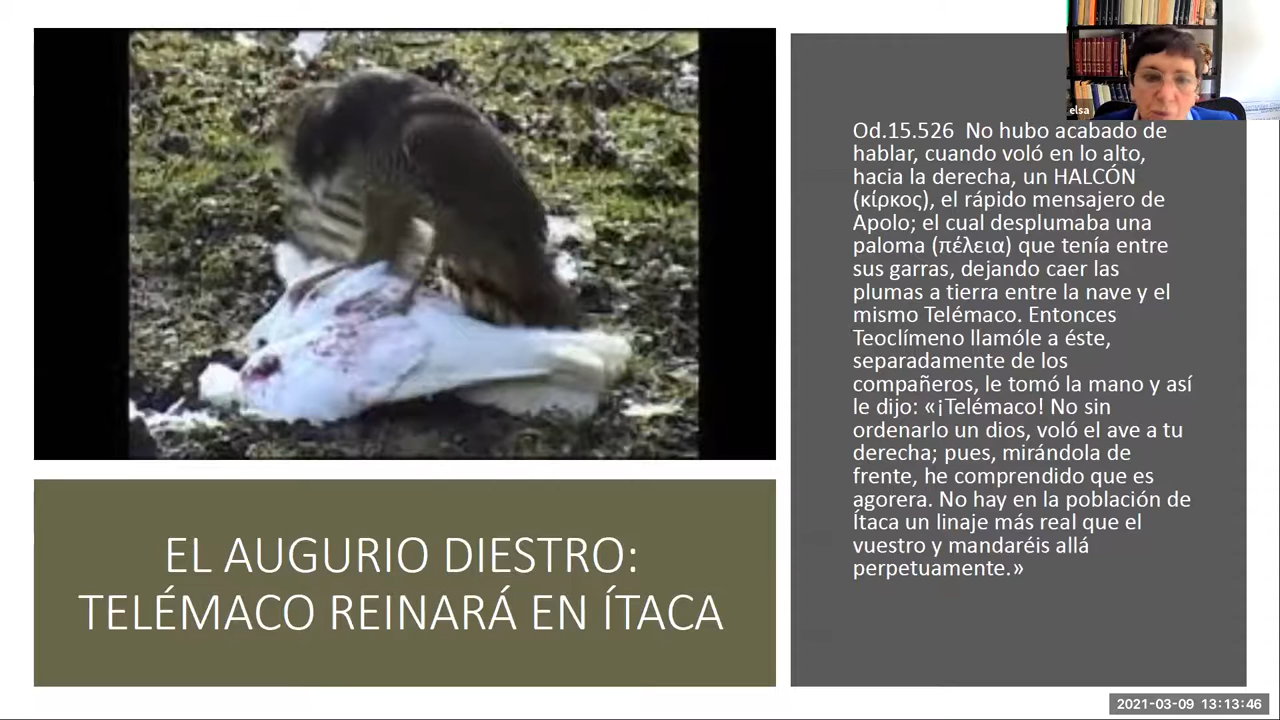 elsa
Od.15.526  No hubo acabado de
hablar, cuando voló en lo alto,
hacia la derecha, un HALCÓN
(κίρκος), el rápido mensajero de
Apolo; el cual desplumaba una
paloma (πέλεια) que tenía entre
sus garras, dejando caer las
plumas a tierra entre la nave y el
mismo Telémaco. Entonces
Teoclímeno llamóle a éste,
separadamente de los
compañeros, le tomó la mano y así
le dijo: «¡Telémaco! No sin
ordenarlo un dios, voló el ave a tu
derecha; pues, mirándola de
frente, he comprendido que es
agorera. No hay en la población de
Ítaca un linaje más real que el
vuestro y mandaréis allá
perpetuamente.»
EL AUGURIO DIESTRO:
TELÉMACO REINARÁ EN ÍTACA
2021-03-09 13:13:46